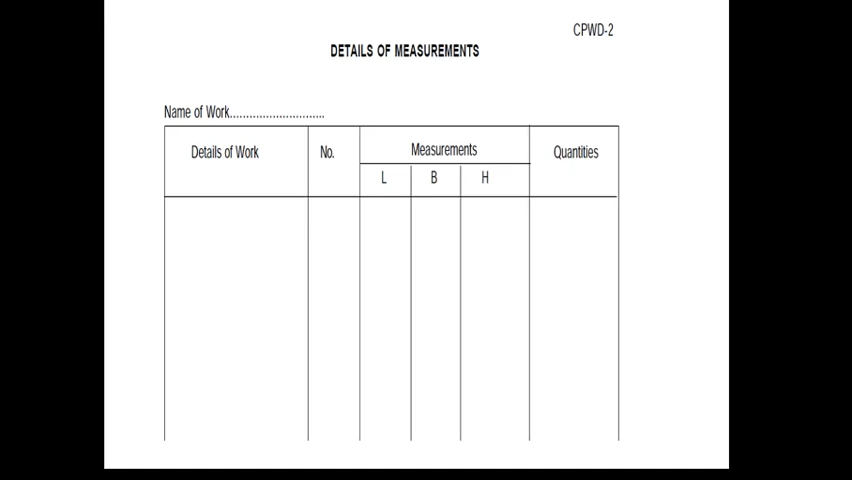 CPWD-2
DETAILS OF MEASUREMENTS
Name of Work............................
Details of Work No. Measurements Quantities
L B H